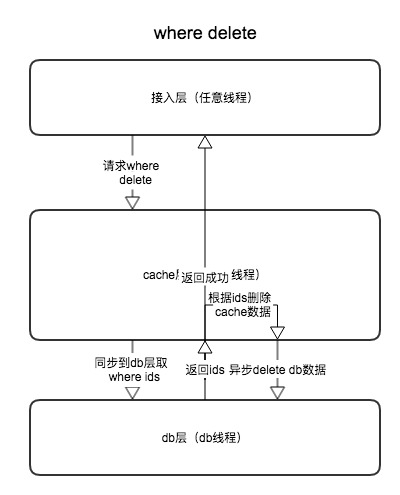 where delete
接入层（任意线程）
请求where
delete
cache
返回成功
线程）
根据ids删除
cache数据
同步到db层取
where ids
返回ids
异步delete db数据
db层（db线程）